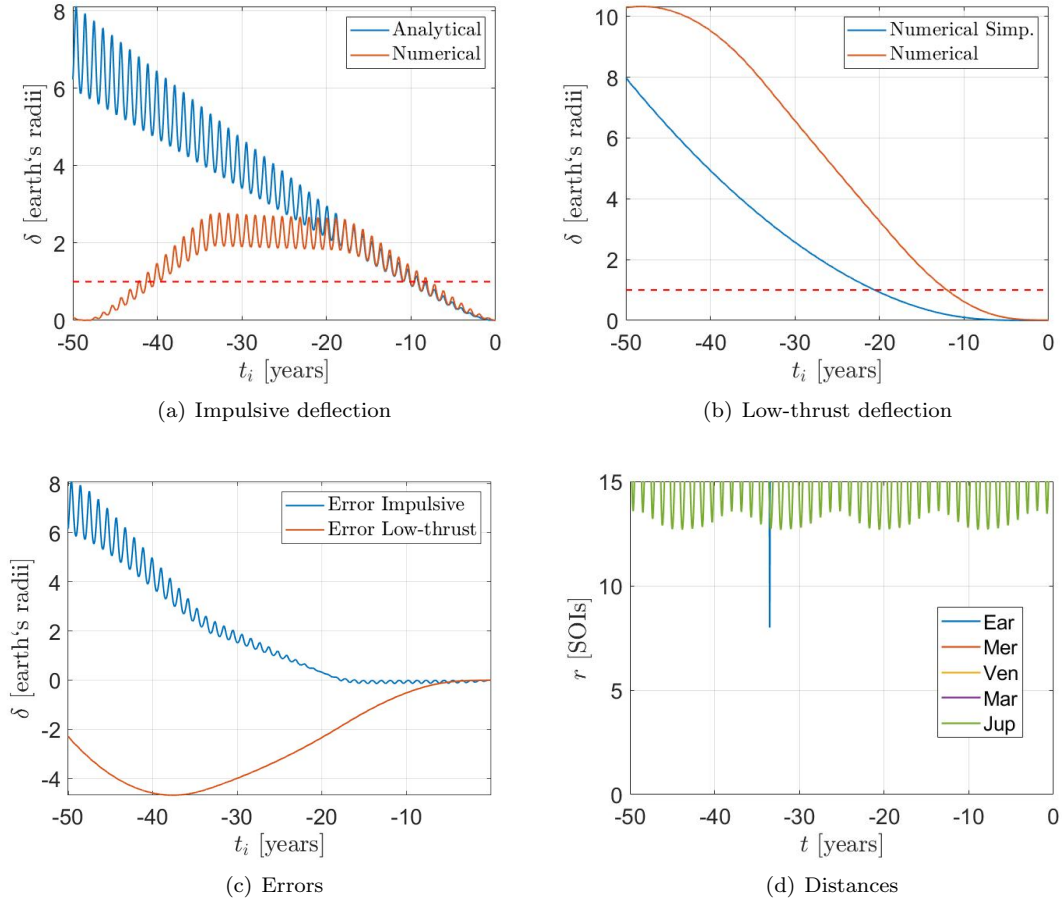 8
6
4
2
0
δ [earth‘s radii]
Analytical
Numerical
-50 -40 -30 -20 -10 0
t_i [years]
(a) Impulsive deflection
10
8
6
4
2
0
δ [earth‘s radii]
Numerical Simp.
Numerical
-50 -40 -30 -20 -10 0
t_i [years]
(b) Low-thrust deflection
8
6
4
2
0
-2
-4
δ [earth‘s radii]
Error Impulsive
Error Low-thrust
-50 -40 -30 -20 -10
t_i [years]
(c) Errors
15
10
5
0
r [SOIs]
Ear
Mer
Ven
Mar
Jup
-50 -40 -30 -20 -10 0
t [years]
(d) Distances